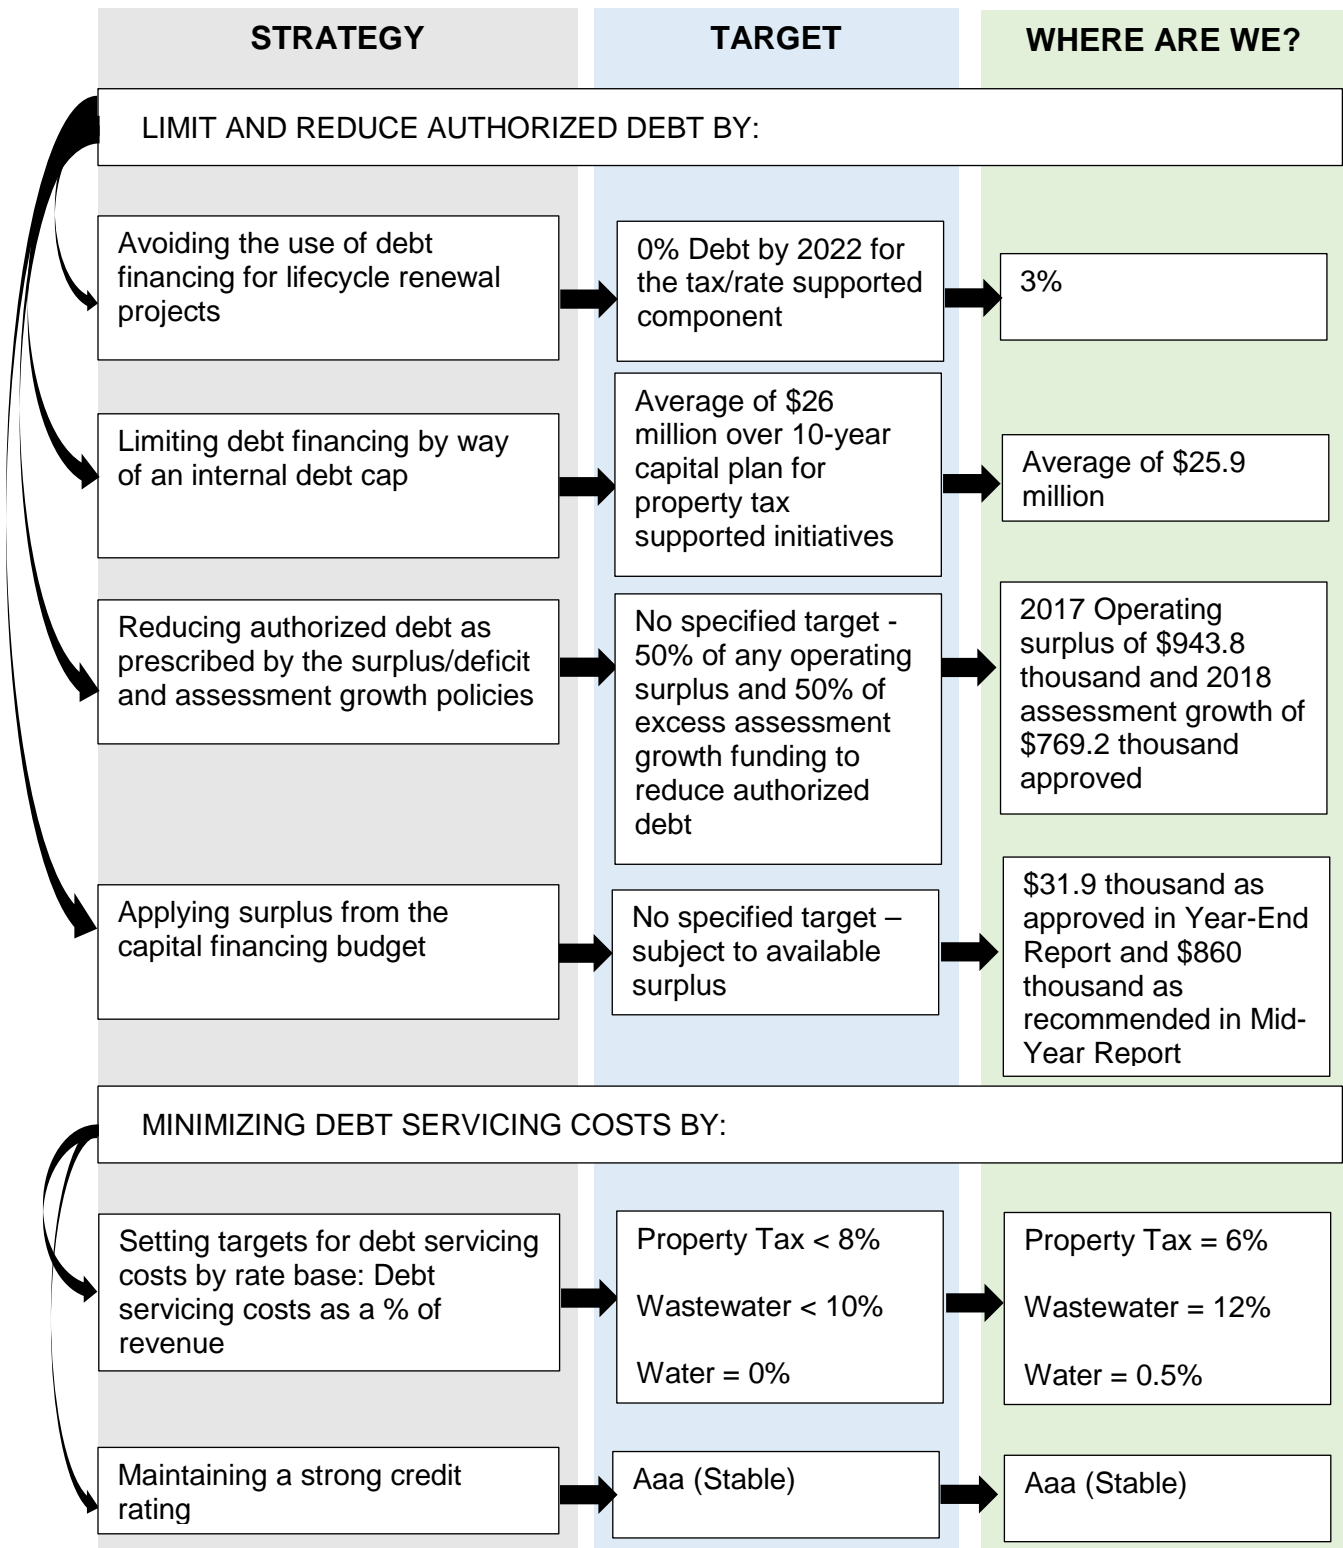 STRATEGY
TARGET
WHERE ARE WE?
LIMIT AND REDUCE AUTHORIZED DEBT BY:
Avoiding the use of debt
financing for lifecycle renewal
projects
0% Debt by 2022 for
the tax/rate supported
component
3%
Limiting debt financing by way
of an internal debt cap
Average of $26
million over 10-year
capital plan for
property tax
supported initiatives
Average of $25.9
million
Reducing authorized debt as
prescribed by the surplus/deficit
and assessment growth policies
No specified target -
50% of any operating
surplus and 50% of
excess assessment
growth funding to
reduce authorized
debt
2017 Operating
surplus of $943.8
thousand and 2018
assessment growth of
$769.2 thousand
approved
Applying surplus from the
capital financing budget
No specified target –
subject to available
surplus
$31.9 thousand as
approved in Year-End
Report and $860
thousand as
recommended in Mid-
Year Report
MINIMIZING DEBT SERVICING COSTS BY:
Setting targets for debt servicing
costs by rate base: Debt
servicing costs as a % of
revenue
Property Tax < 8%
Wastewater < 10%
Water = 0%
Property Tax = 6%
Wastewater = 12%
Water = 0.5%
Maintaining a strong credit
rating
Aaa (Stable)
Aaa (Stable)